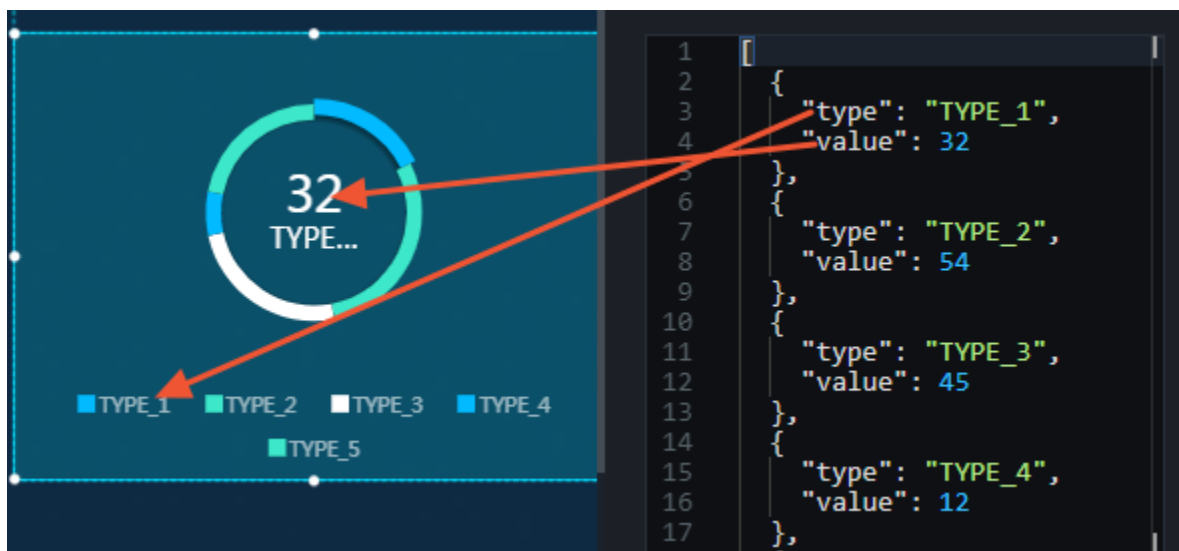 32
TYPE...
TYPE_1 TYPE_2 TYPE_3 TYPE_4
TYPE_5
1 [
2 {
3 "type": "TYPE_1",
4 "value": 32
5 },
6 {
7 "type": "TYPE_2",
8 "value": 54
9 },
10 {
11 "type": "TYPE_3",
12 "value": 45
13 },
14 {
15 "type": "TYPE_4",
16 "value": 12
17 },